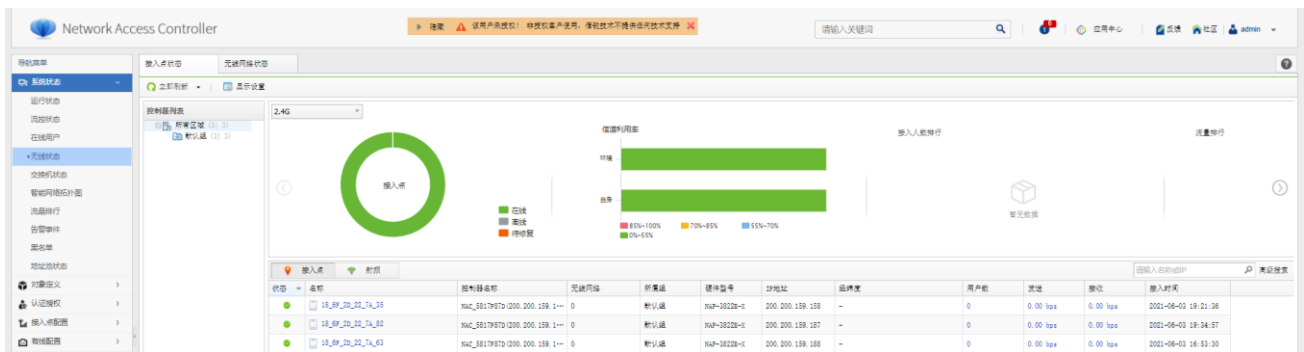 Network Access Controller
隐藏 该用户未授权! 非授权客户使用,信锐技术不提供任何技术支持
请输入关键词
应用中心 反馈 社区 admin
导航菜单
系统状态
运行状态
流控状态
在线用户
无线状态
交换机状态
智能网络拓扑图
流量排行
告警事件
黑名单
地址池状态
对象定义
认证授权
接入点配置
有线配置
接入点状态 无线网络状态
立即刷新 显示设置
控制器列表
所有区域 (3| 3)
默认组 (3| 3)
2.4G
接入点
在线
离线
待修复
信道利用率
环境
自身
85%~100% 70%~85% 55%~70%
0%~55%
接入人数排行
暂无数据
流量排行
接入点 射频
请输入名称或IP 高级搜索
状态 名称 控制器名称 无线网络 所属组 硬件型号 IP地址 经纬度 用户数 发送 接收 接入时间
18_6F_2D_22_7A_35 NAC_5817F87D(200.200.159.1… 0 默认组 NAP-3822E-X 200.200.159.158 - 0 0.00 bps 0.00 bps 2021-06-03 19:21:36
18_6F_2D_22_7A_82 NAC_5817F87D(200.200.159.1… 0 默认组 NAP-3822E-X 200.200.159.187 - 0 0.00 bps 0.00 bps 2021-06-03 19:34:57
18_6F_2D_22_7A_63 NAC_5817F87D(200.200.159.1… 0 默认组 NAP-3822E-X 200.200.159.188 - 0 0.00 bps 0.00 bps 2021-06-03 16:53:30